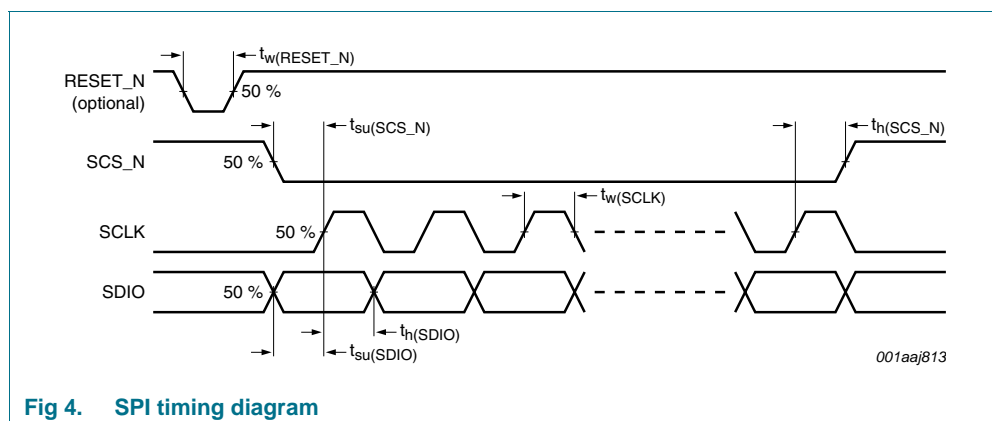 tw(RESET_N)
RESET_N
(optional)
50 %
tsu(SCS_N)
th(SCS_N)
SCS_N
50 %
tw(SCLK)
SCLK
50 %
SDIO
50 %
th(SDIO)
tsu(SDIO)
001aaj813
Fig 4. SPI timing diagram